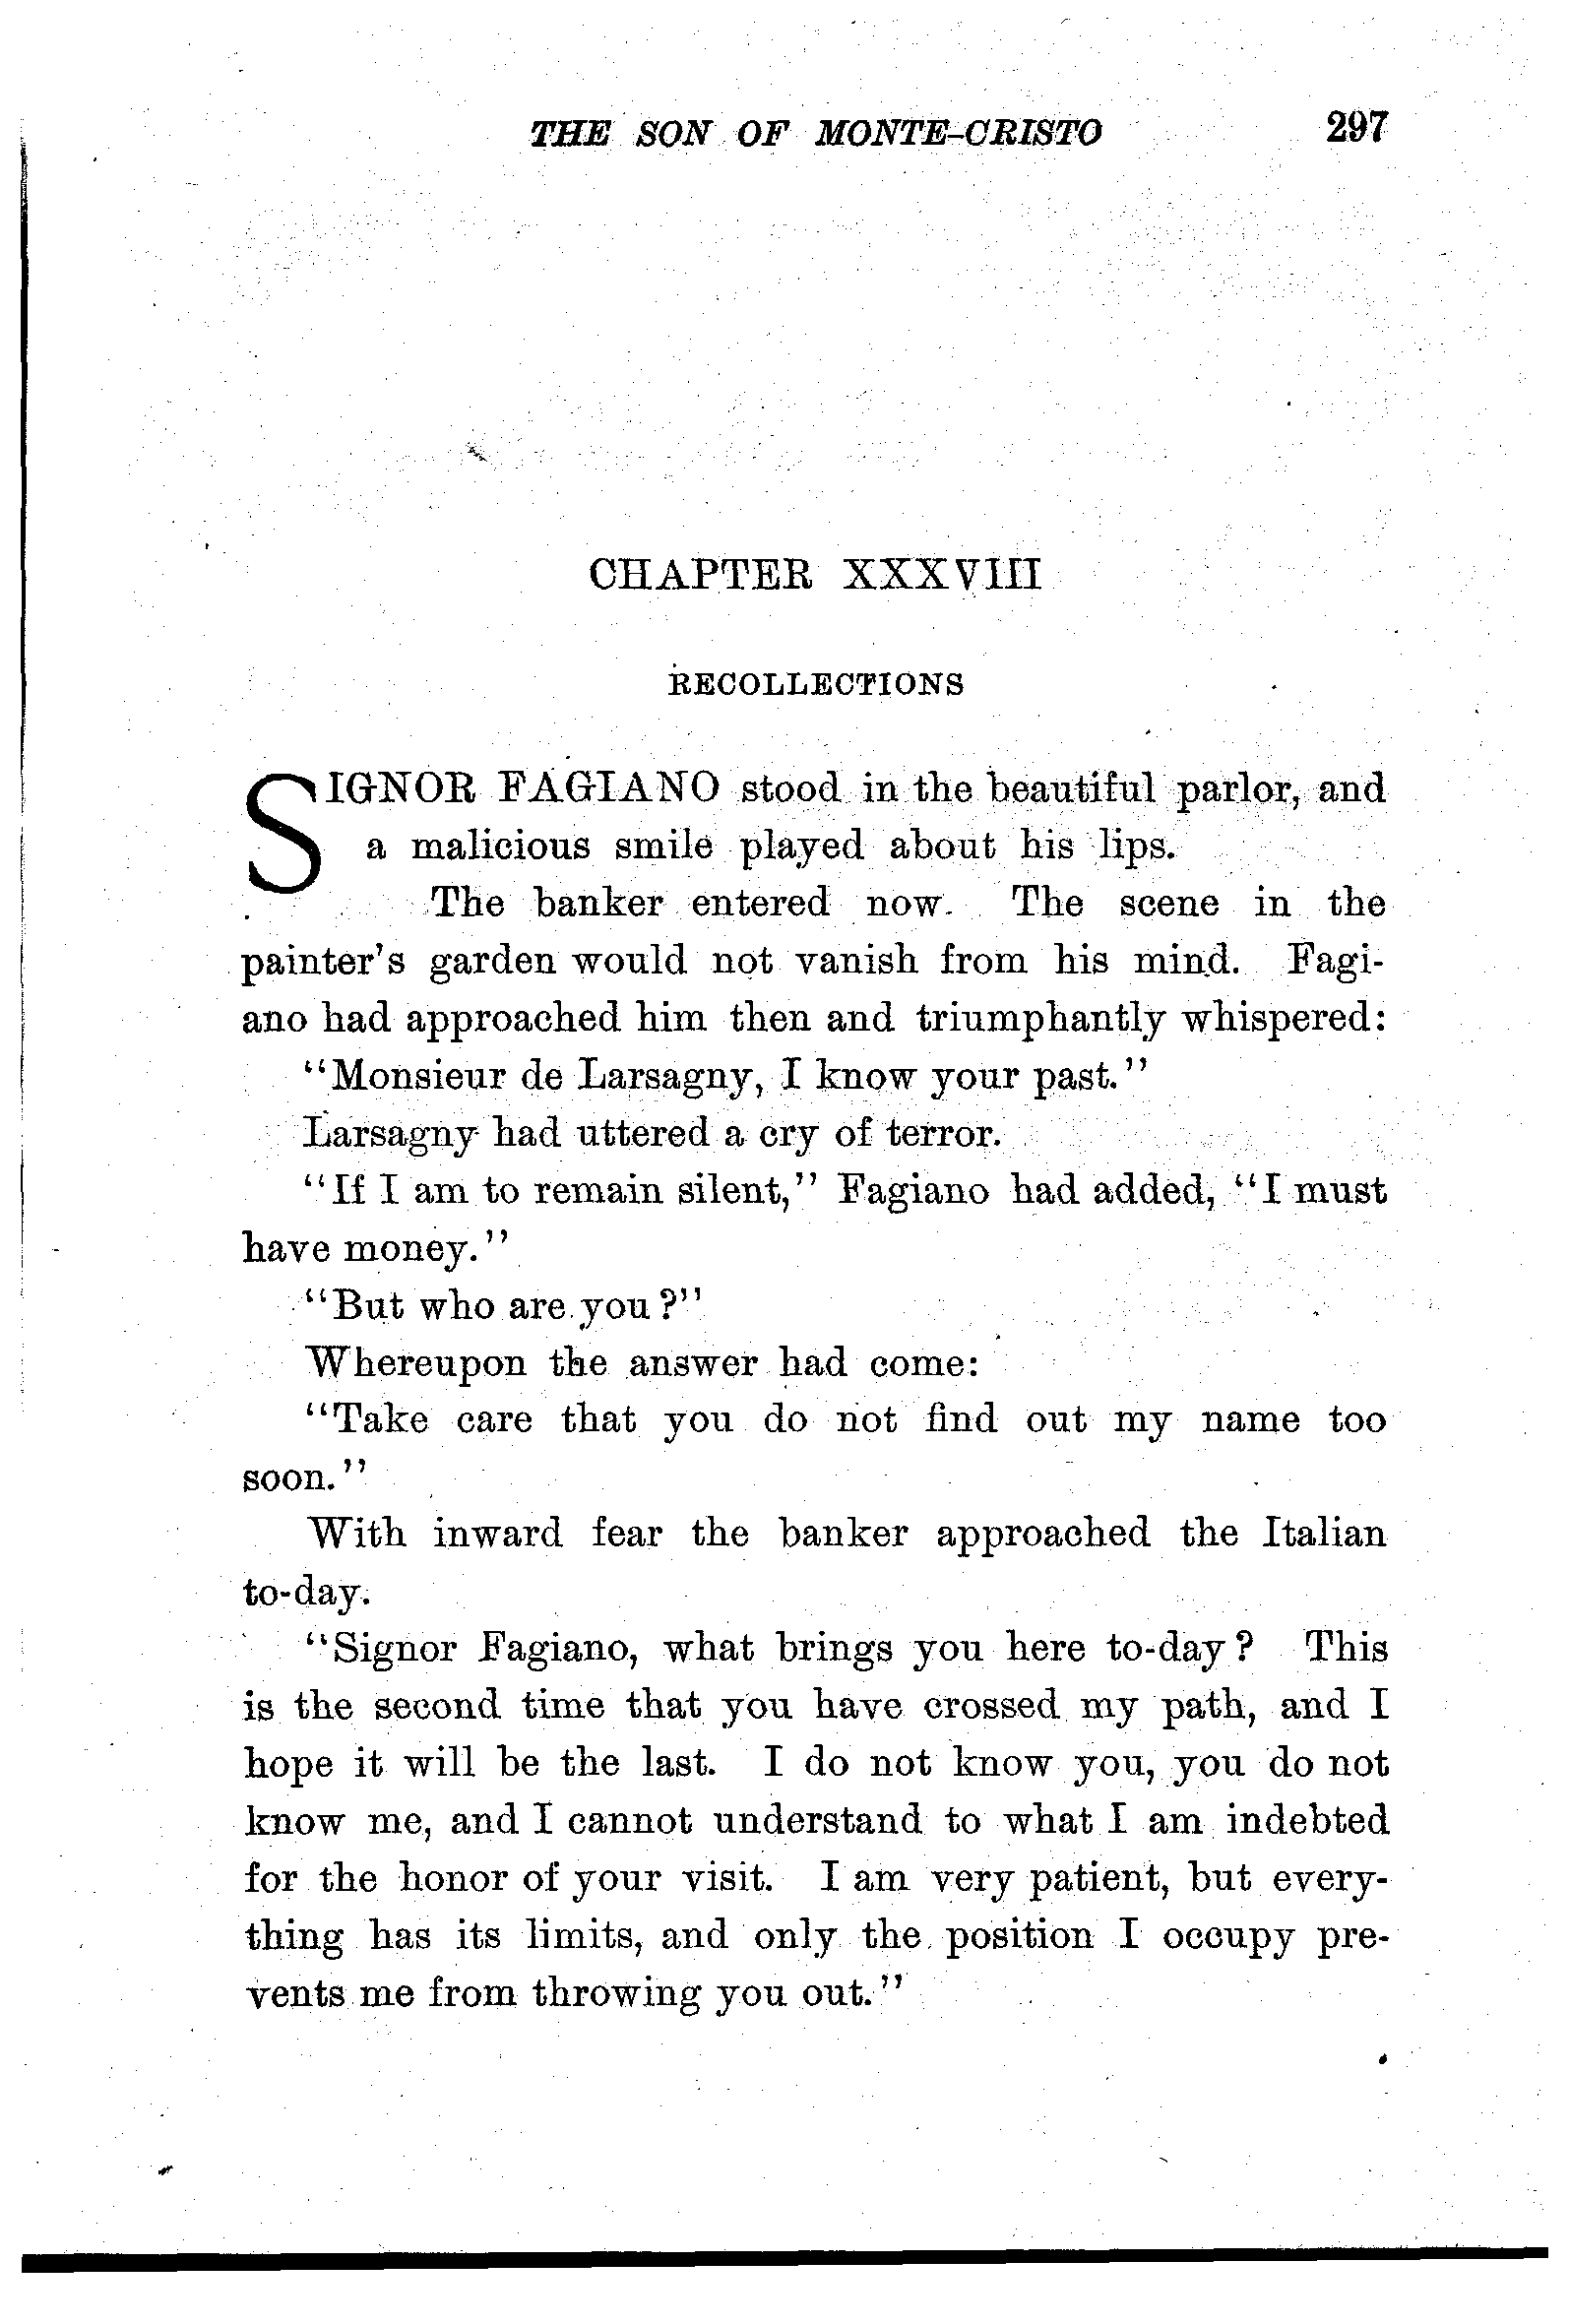 THE SON OF MONTE-CRISTO 297
CHAPTER XXXVIII
RECOLLECTIONS
SIGNOR FAGIANO stood in the beautiful parlor, and
a malicious smile played about his lips.
The banker entered now. The scene in the
painter's garden would not vanish from his mind. Fagi-
ano had approached him then and triumphantly whispered:
"Monsieur de Larsagny, I know your past."
Larsagny had uttered a cry of terror.
"If I am to remain silent," Fagiano had added, "I must
have money."
"But who are you?"
Whereupon the answer had come:
"Take care that you do not find out my name too
soon."
With inward fear the banker approached the Italian
to-day.
"Signor Fagiano, what brings you here to-day? This
is the second time that you have crossed my path, and I
hope it will be the last. I do not know you, you do not
know me, and I cannot understand to what I am indebted
for the honor of your visit. I am very patient, but every-
thing has its limits, and only the position I occupy pre-
vents me from throwing you out."